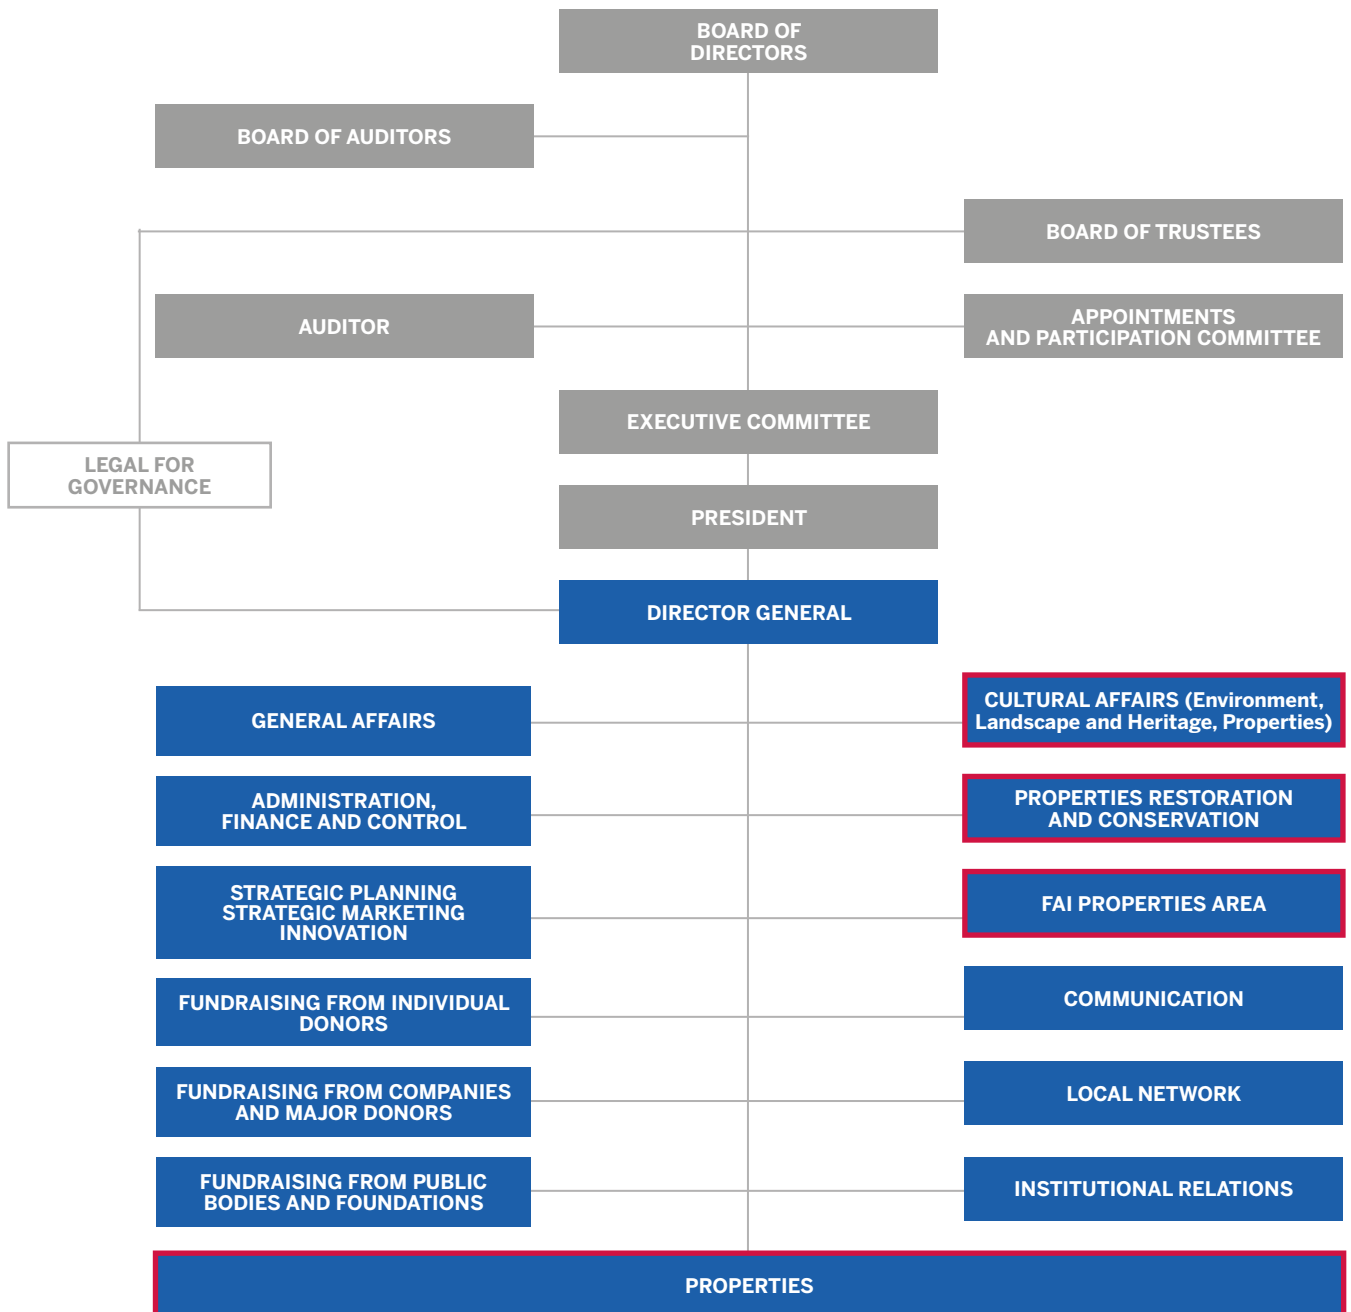 BOARD OF
DIRECTORS
BOARD OF AUDITORS
BOARD OF TRUSTEES
AUDITOR
APPOINTMENTS
AND PARTICIPATION COMMITTEE
EXECUTIVE COMMITTEE
LEGAL FOR
GOVERNANCE
PRESIDENT
DIRECTOR GENERAL
GENERAL AFFAIRS
CULTURAL AFFAIRS (Environment,
Landscape and Heritage, Properties)
ADMINISTRATION,
FINANCE AND CONTROL
PROPERTIES RESTORATION
AND CONSERVATION
STRATEGIC PLANNING
STRATEGIC MARKETING
INNOVATION
FAI PROPERTIES AREA
FUNDRAISING FROM INDIVIDUAL
DONORS
COMMUNICATION
FUNDRAISING FROM COMPANIES
AND MAJOR DONORS
LOCAL NETWORK
FUNDRAISING FROM PUBLIC
BODIES AND FOUNDATIONS
INSTITUTIONAL RELATIONS
PROPERTIES